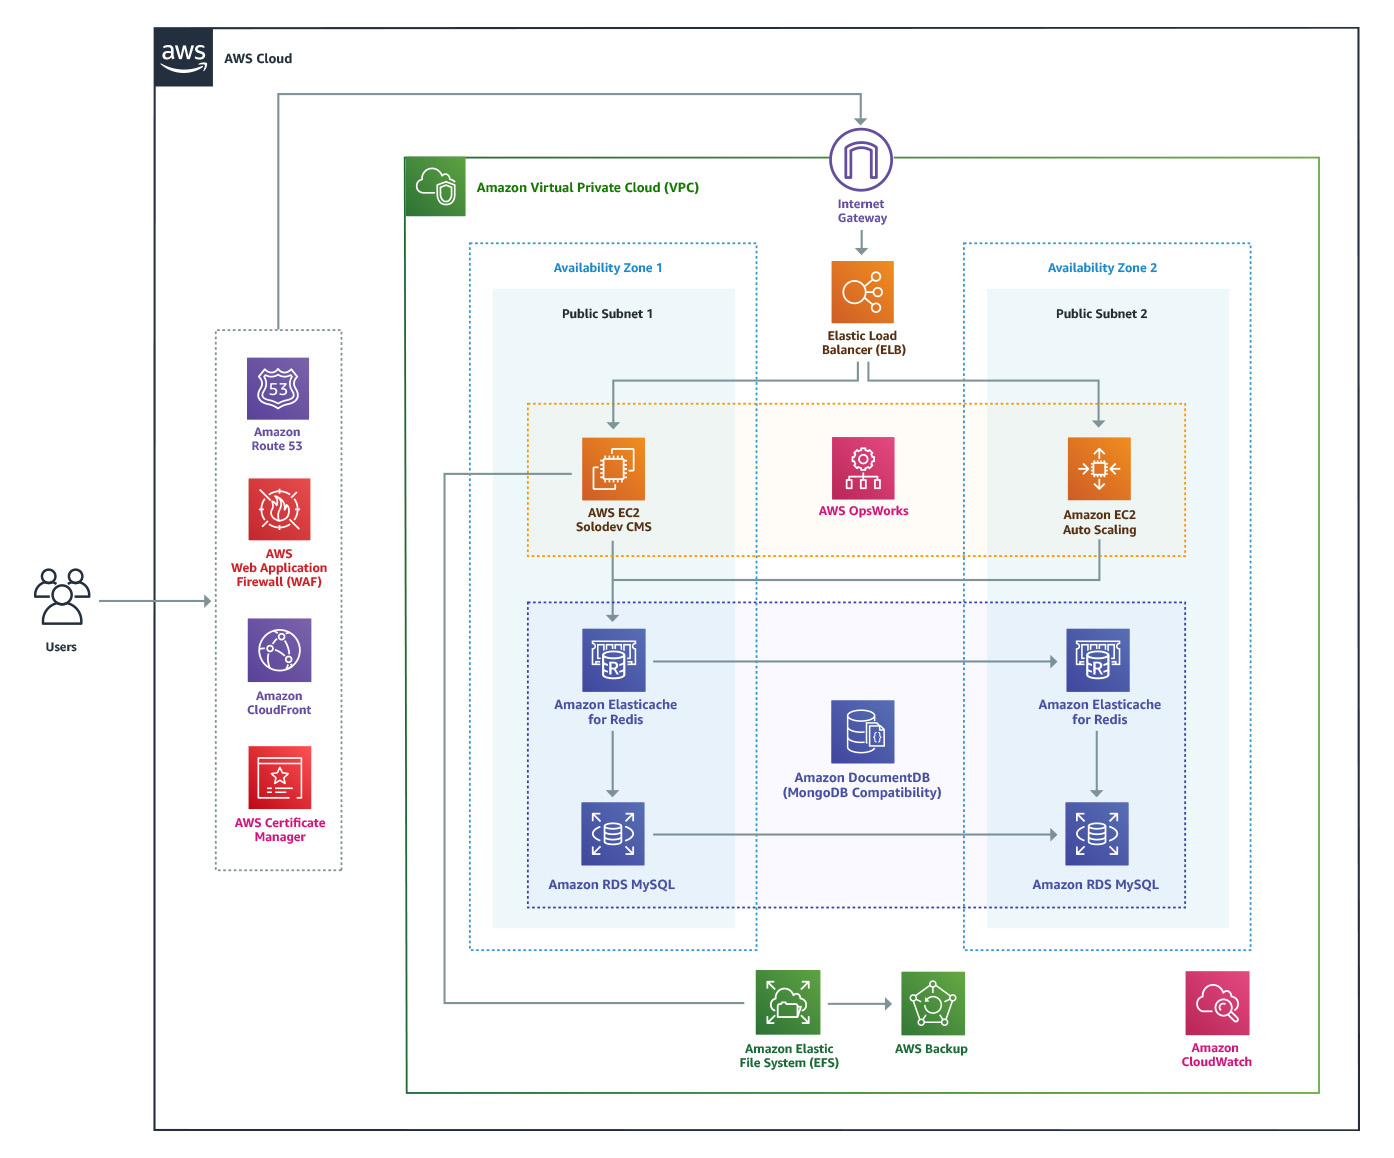 aws
AWS Cloud
Amazon Virtual Private Cloud (VPC)
Internet
Gateway
Availability Zone 1
Availability Zone 2
Public Subnet 1
Public Subnet 2
Elastic Load
Balancer (ELB)
53
Amazon
Route 53
AWS
Web Application
Firewall (WAF)
Amazon
CloudFront
AWS Certificate
Manager
Users
AWS EC2
Solodev CMS
AWS OpsWorks
Amazon EC2
Auto Scaling
R
Amazon Elasticache
for Redis
R
Amazon Elasticache
for Redis
{}
Amazon DocumentDB
(MongoDB Compatibility)
Amazon RDS MySQL
Amazon RDS MySQL
Amazon Elastic
File System (EFS)
AWS Backup
Amazon
CloudWatch